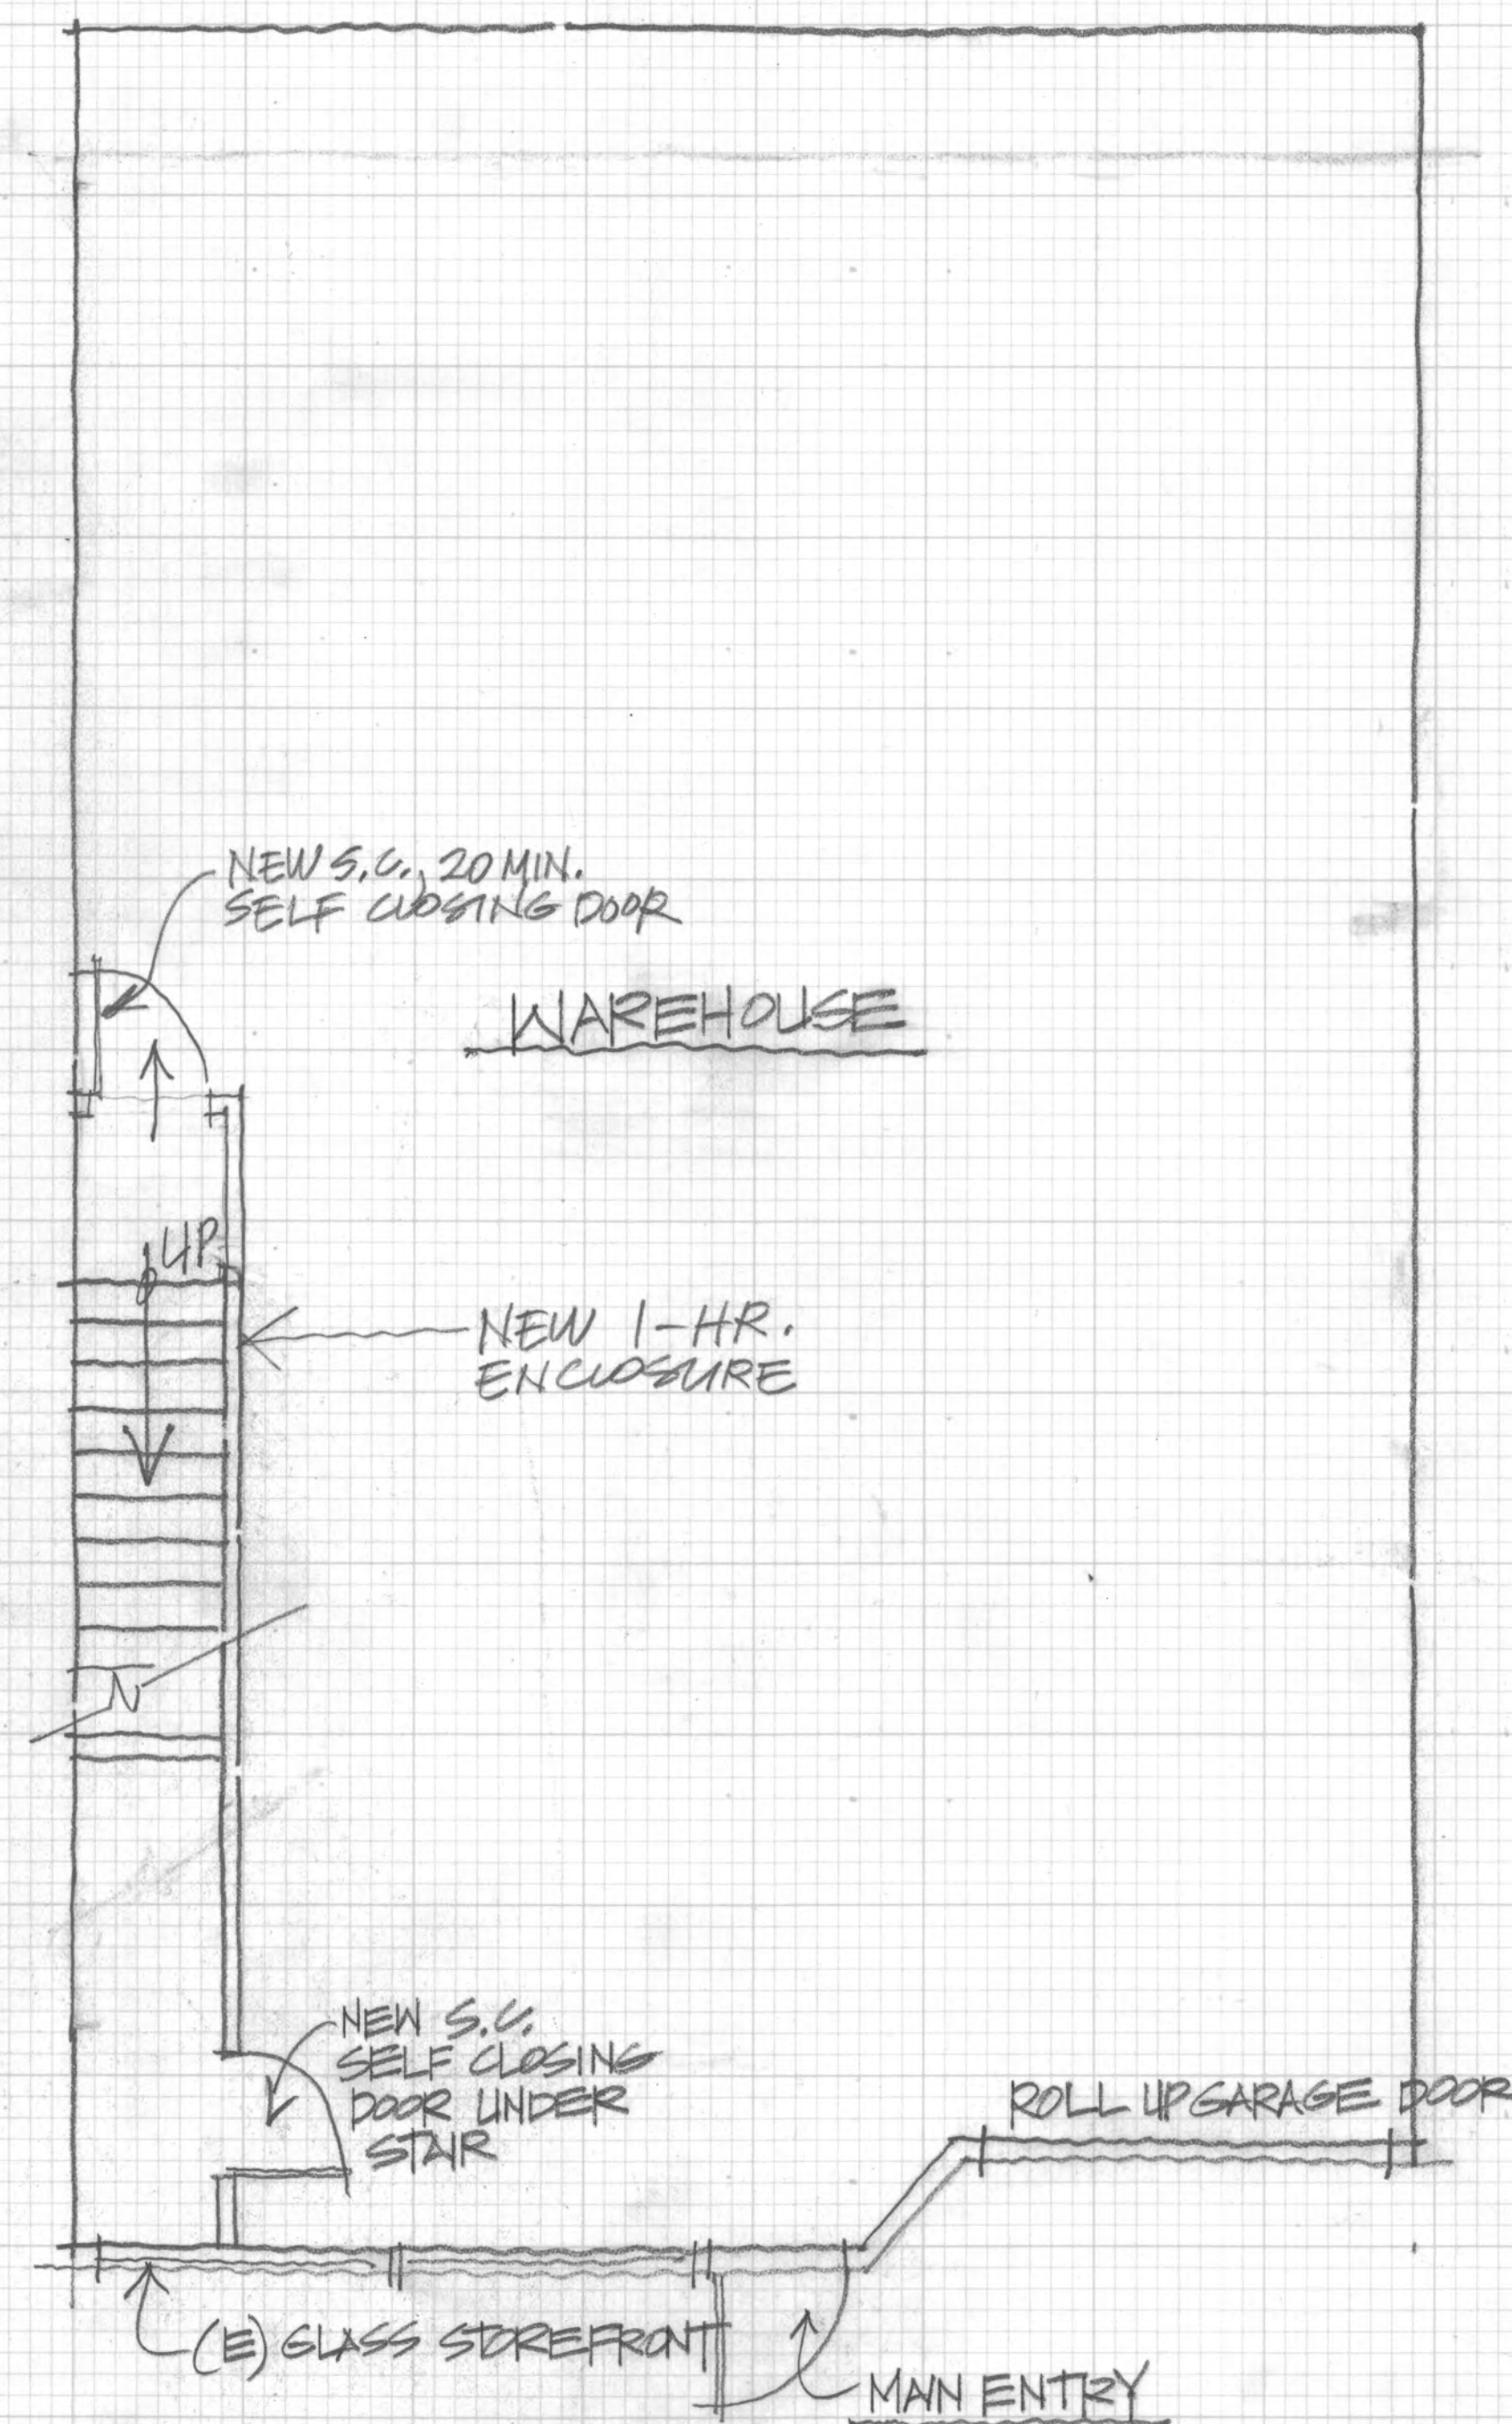 NEW S.C., 20 MIN.
SELF CLOSING DOOR
WAREHOUSE
UP
NEW 1-HR.
ENCLOSURE
NEW S.C.
SELF CLOSING
DOOR UNDER
STAIR
ROLL UP GARAGE DOOR
(E) GLASS STOREFRONT
MAIN ENTRY